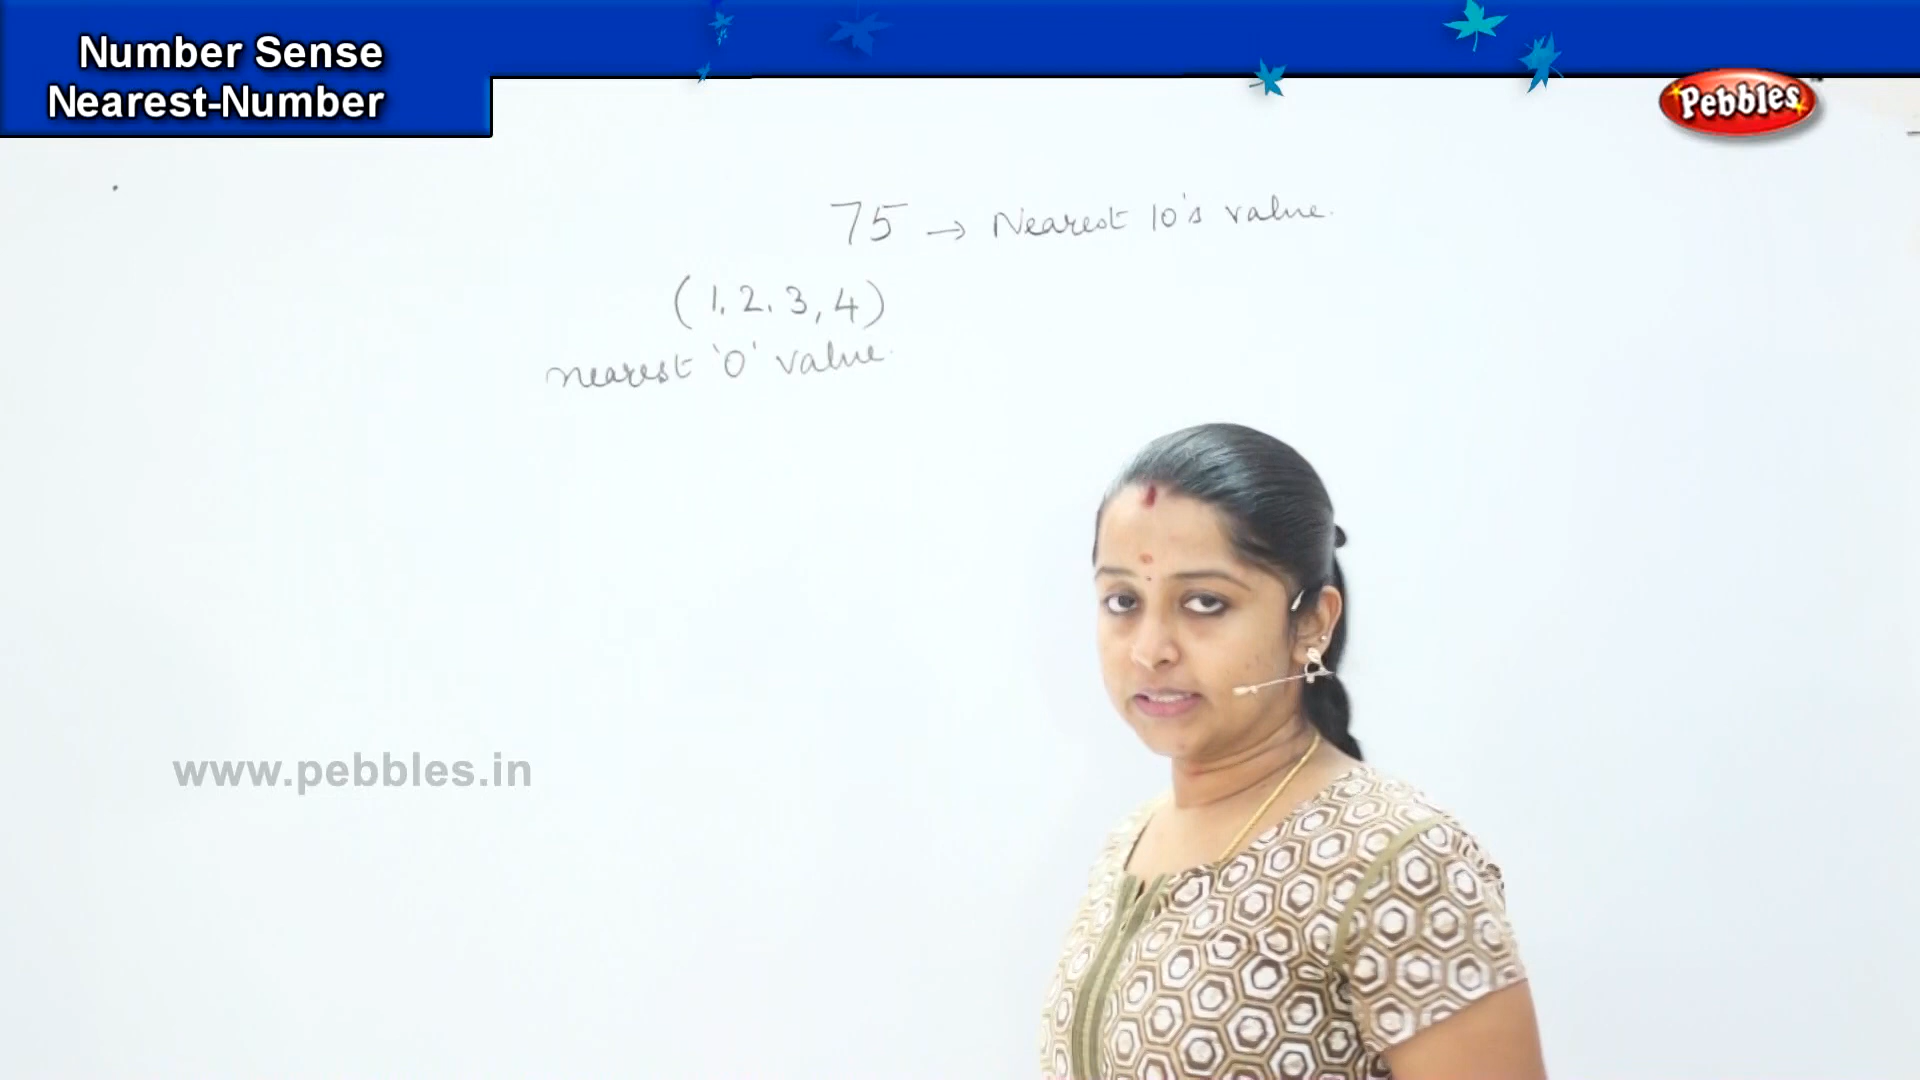 Number Sense
Nearest-Number
Pebbles
75 → Nearest 10's value.
(1, 2, 3, 4)
nearest '0' value.
www.pebbles.in